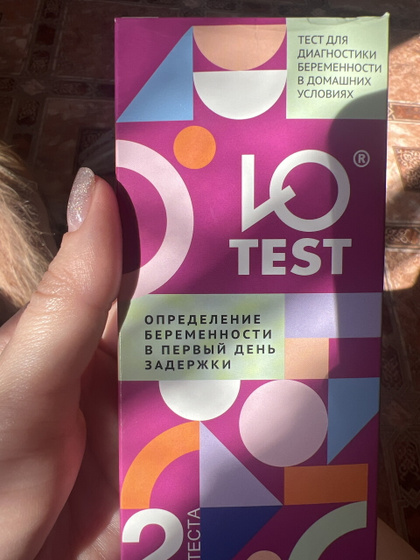 ТЕСТ ДЛЯ
ДИАГНОСТИКИ
БЕРЕМЕННОСТИ
В ДОМАШНИХ
УСЛОВИЯХ
Ю®
TEST
ОПРЕДЕЛЕНИЕ
БЕРЕМЕННОСТИ
В ПЕРВЫЙ ДЕНЬ
ЗАДЕРЖКИ
2 ТЕСТА